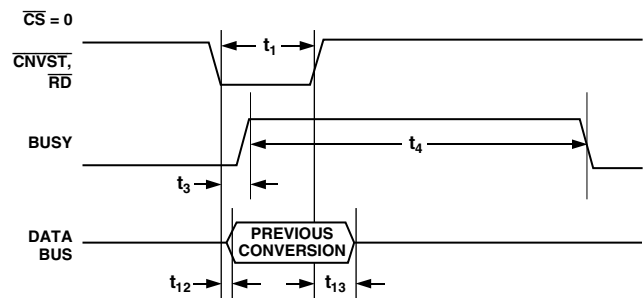 CS = 0
t1
CNVST,
RD
BUSY
t4
t3
DATA
BUS
PREVIOUS
CONVERSION
t12
t13